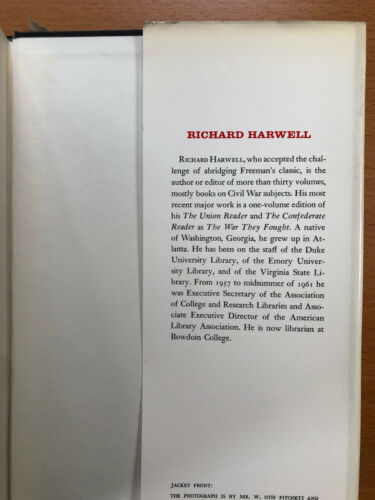 RICHARD HARWELL
RICHARD HARWELL, who accepted the chal-
lenge of abridging Freeman's classic, is
the author or editor of more than thirty volumes,
mostly books on Civil War subjects. His most
recent major work is a one-volume edition of
his The Union Reader and The Confederate
Reader as The War They Fought. A native
of Washington, Georgia, he grew up in At-
lanta. He has been on the staff of the Duke
University Library, of the Emory Univer-
sity Library, and of the Virginia State Li-
brary. From 1957 to midsummer of 1961 he
was Executive Secretary of the Association
of College and Research Libraries and Asso-
ciate Executive Director of the American
Library Association. He is now librarian at
Bowdoin College.
JACKET FRONT:
THE PHOTOGRAPH IS BY MR. W. OTIS FITCHETT AND